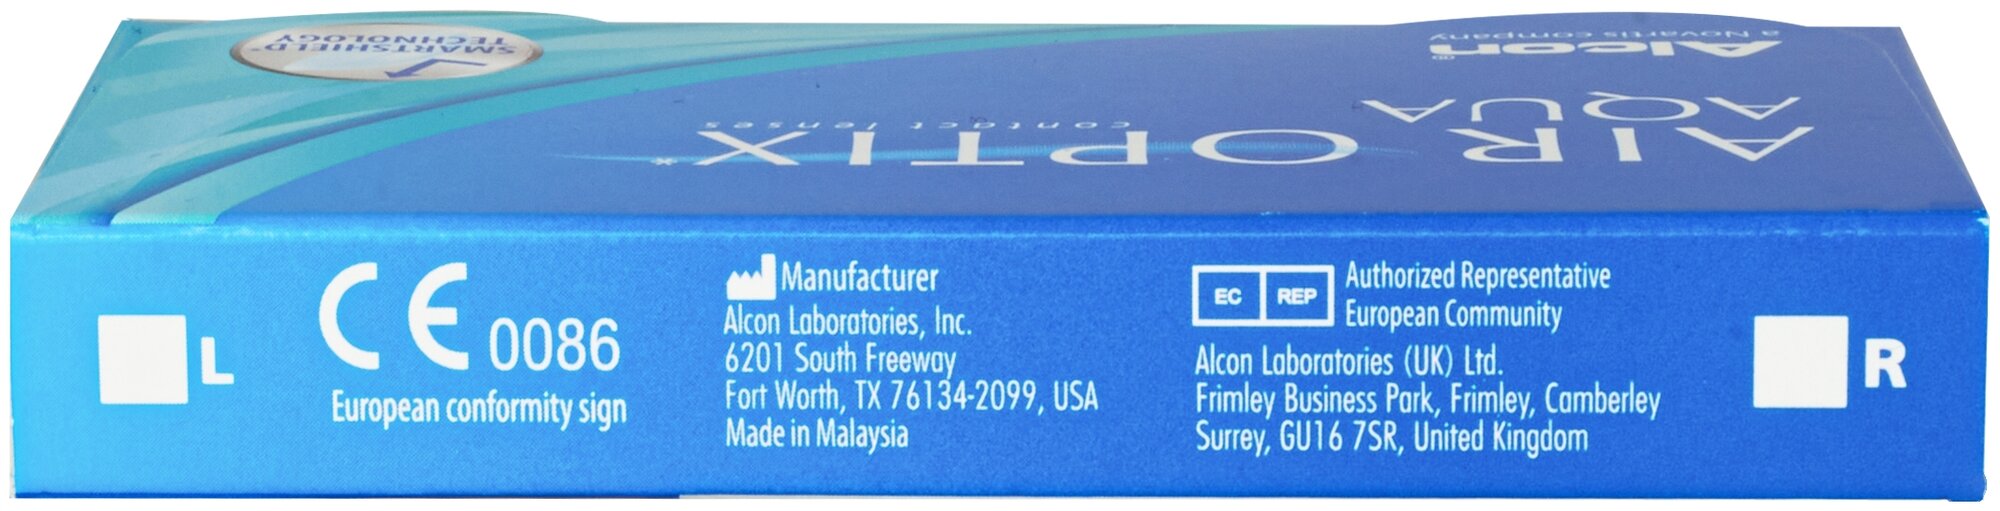 SMARTSHIELD™
TECHNOLOGY
Alcon®
a Novartis company
AIR OPTIX*
AQUA
contact lenses
L
CE 0086
European conformity sign
Manufacturer
Alcon Laboratories, Inc.
6201 South Freeway
Fort Worth, TX 76134-2099, USA
Made in Malaysia
EC REP
Authorized Representative
European Community
Alcon Laboratories (UK) Ltd.
Frimley Business Park, Frimley, Camberley
Surrey, GU16 7SR, United Kingdom
R